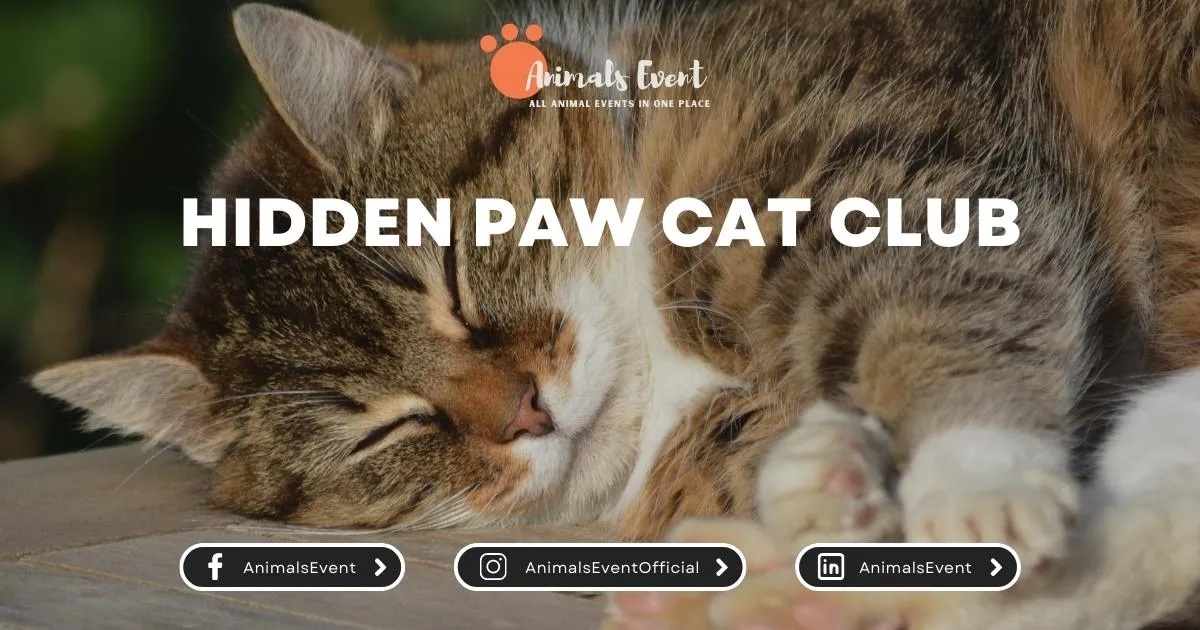 Animals Event
ALL ANIMAL EVENTS IN ONE PLACE
HIDDEN PAW CAT CLUB
AnimalsEvent
AnimalsEventOfficial
AnimalsEvent